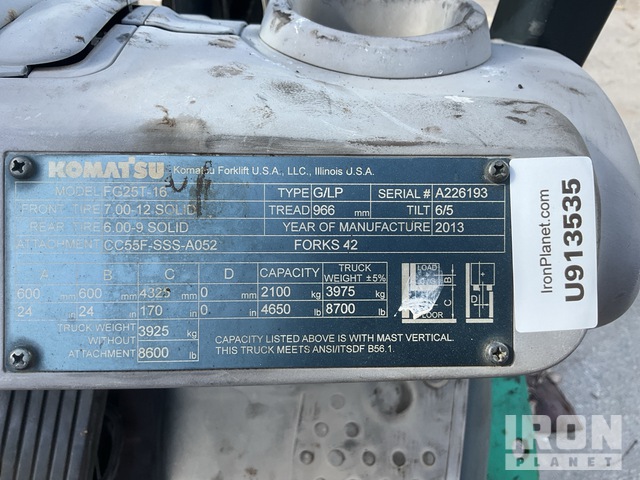 KOMATSU Komatsu Forklift U.S.A., LLC., Illinois U.S.A.
MODEL FG25T-16 TYPE G/LP SERIAL # A226193
FRONT TIRE 7.00-12 SOLID TREAD 966 mm TILT 6/5
REAR TIRE 6.00-9 SOLID YEAR OF MANUFACTURE 2013
ATTACHMENT CC55F-SSS-A052 FORKS 42
A B C D CAPACITY TRUCK WEIGHT ±5%
600 mm 600 mm 4325 mm 0 mm 2100 kg 3975 kg
24 in 24 in 170 in 0 in 4650 lb 8700 lb
TRUCK WEIGHT WITHOUT ATTACHMENT 3925 kg
8600 lb
CAPACITY LISTED ABOVE IS WITH MAST VERTICAL.
THIS TRUCK MEETS ANSI/ITSDF B56.1.
LOAD
B
C
D
FLOOR
IronPlanet.com
U913535
IRON
PLANET